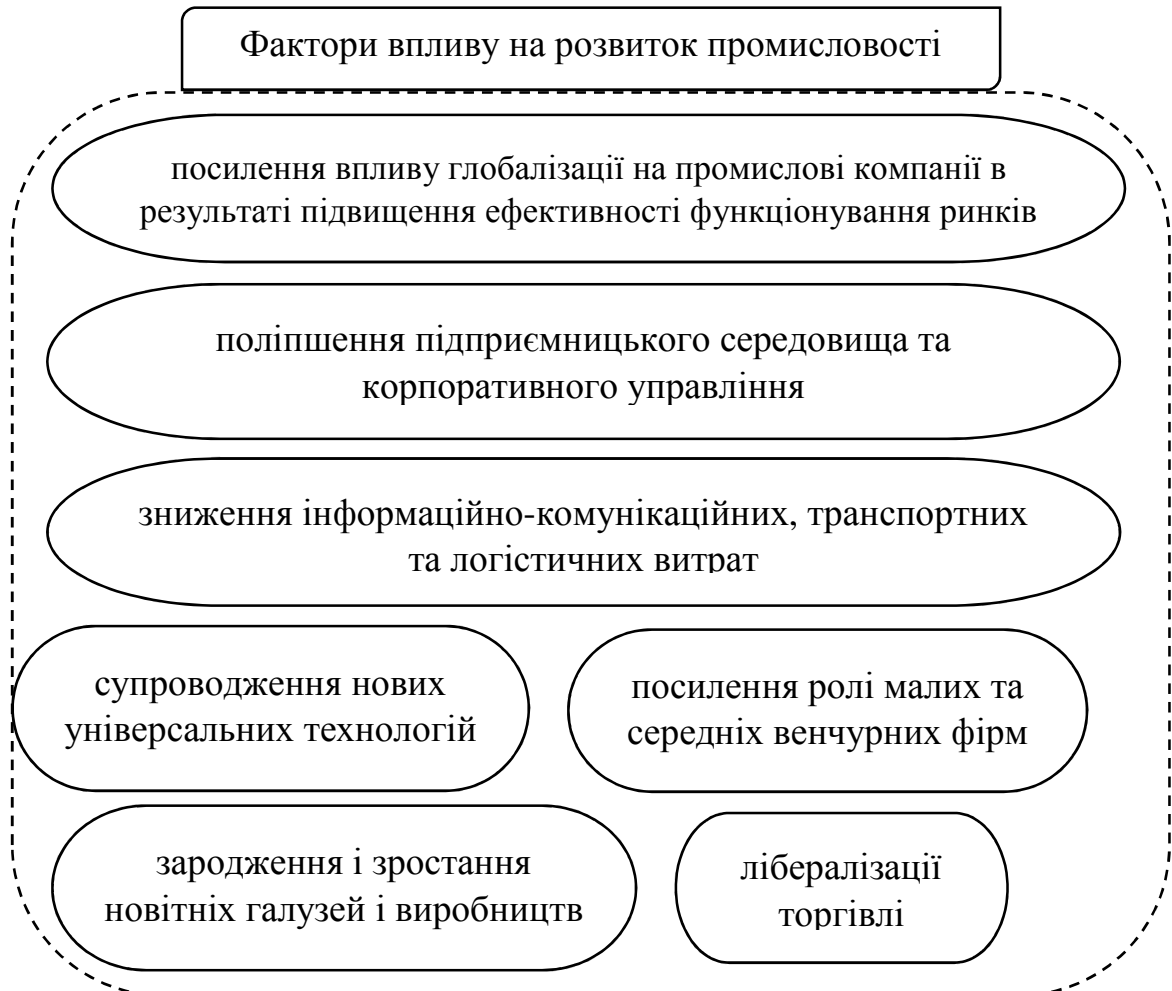 Фактори впливу на розвиток промисловості
посилення впливу глобалізації на промислові компанії в
результаті підвищення ефективності функціонування ринків
поліпшення підприємницького середовища та
корпоративного управління
зниження інформаційно-комунікаційних, транспортних
та логістичних витрат
супроводження нових
універсальних технологій
посилення ролі малих та
середніх венчурних фірм
зародження і зростання
новітніх галузей і виробництв
лібералізації
торгівлі